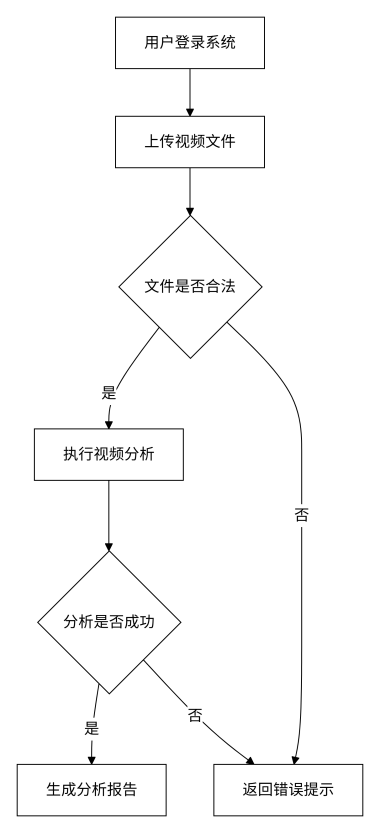 用户登录系统
上传视频文件
文件是否合法
是
执行视频分析
否
分析是否成功
否
是
生成分析报告
返回错误提示